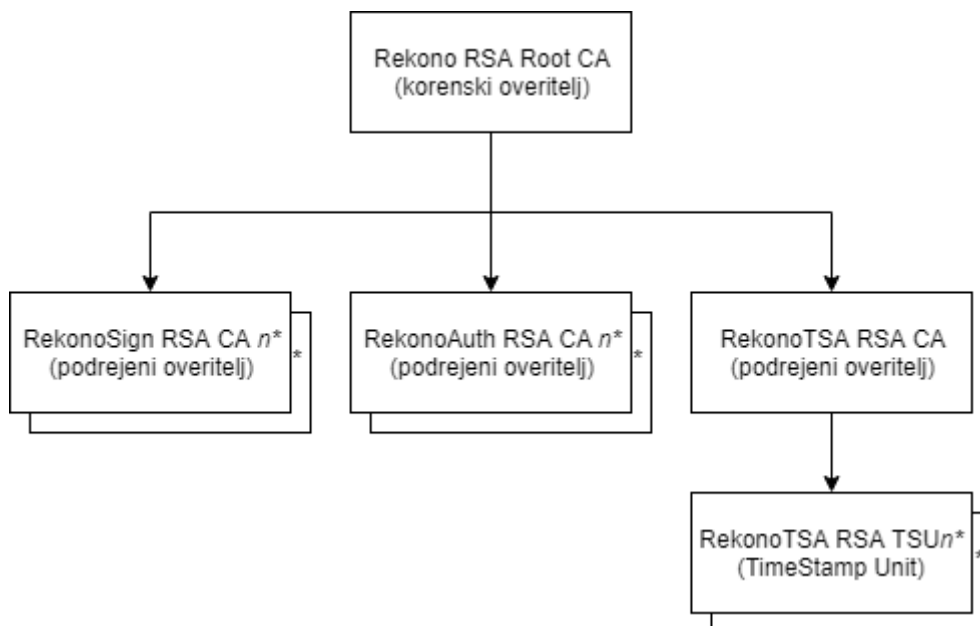 Rekono RSA Root CA
(korenski overitelj)
RekonoSign RSA CA n*
(podrejeni overitelj)
*
RekonoAuth RSA CA n*
(podrejeni overitelj)
*
RekonoTSA RSA CA
(podrejeni overitelj)
RekonoTSA RSA TSUn*
(TimeStamp Unit)
*